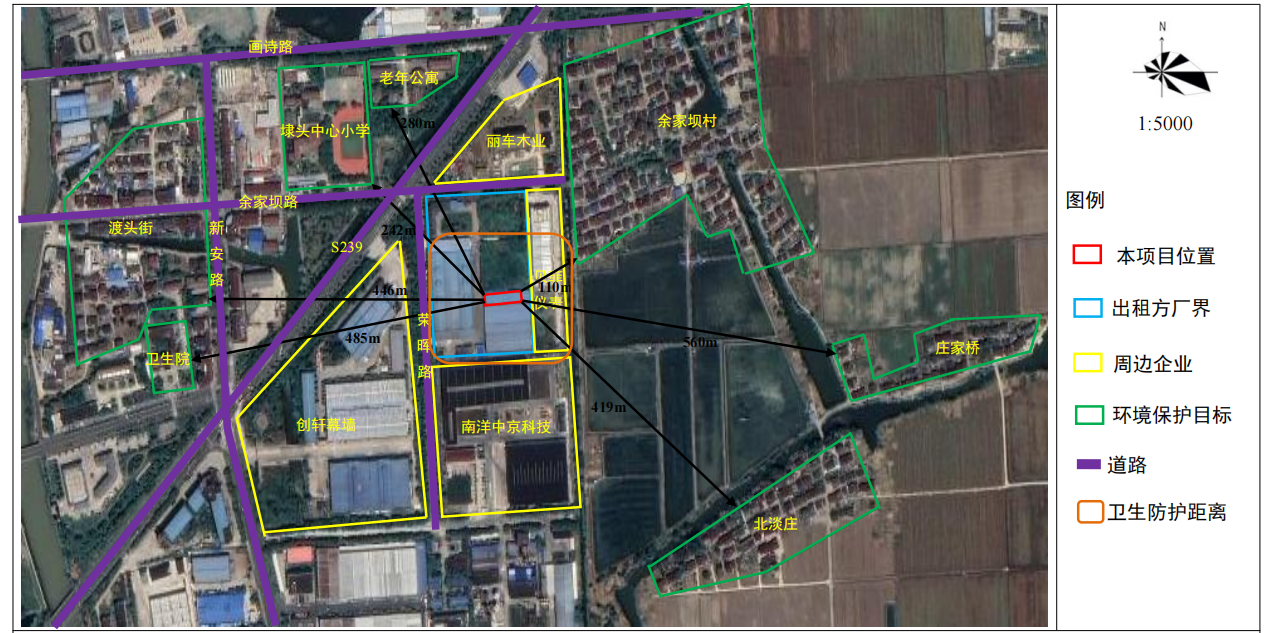 画诗路
老年公寓
280m
埭头中心小学
丽车木业
余家坝村
余家坝路
渡头街
新安路
242m
S239
446m
110m
仪表
485m
荣晖路
卫生院
560m
庄家桥
419m
创轩幕墙
南洋中京科技
北淡庄
N
1:5000
图例
本项目位置
出租方厂界
周边企业
环境保护目标
道路
卫生防护距离